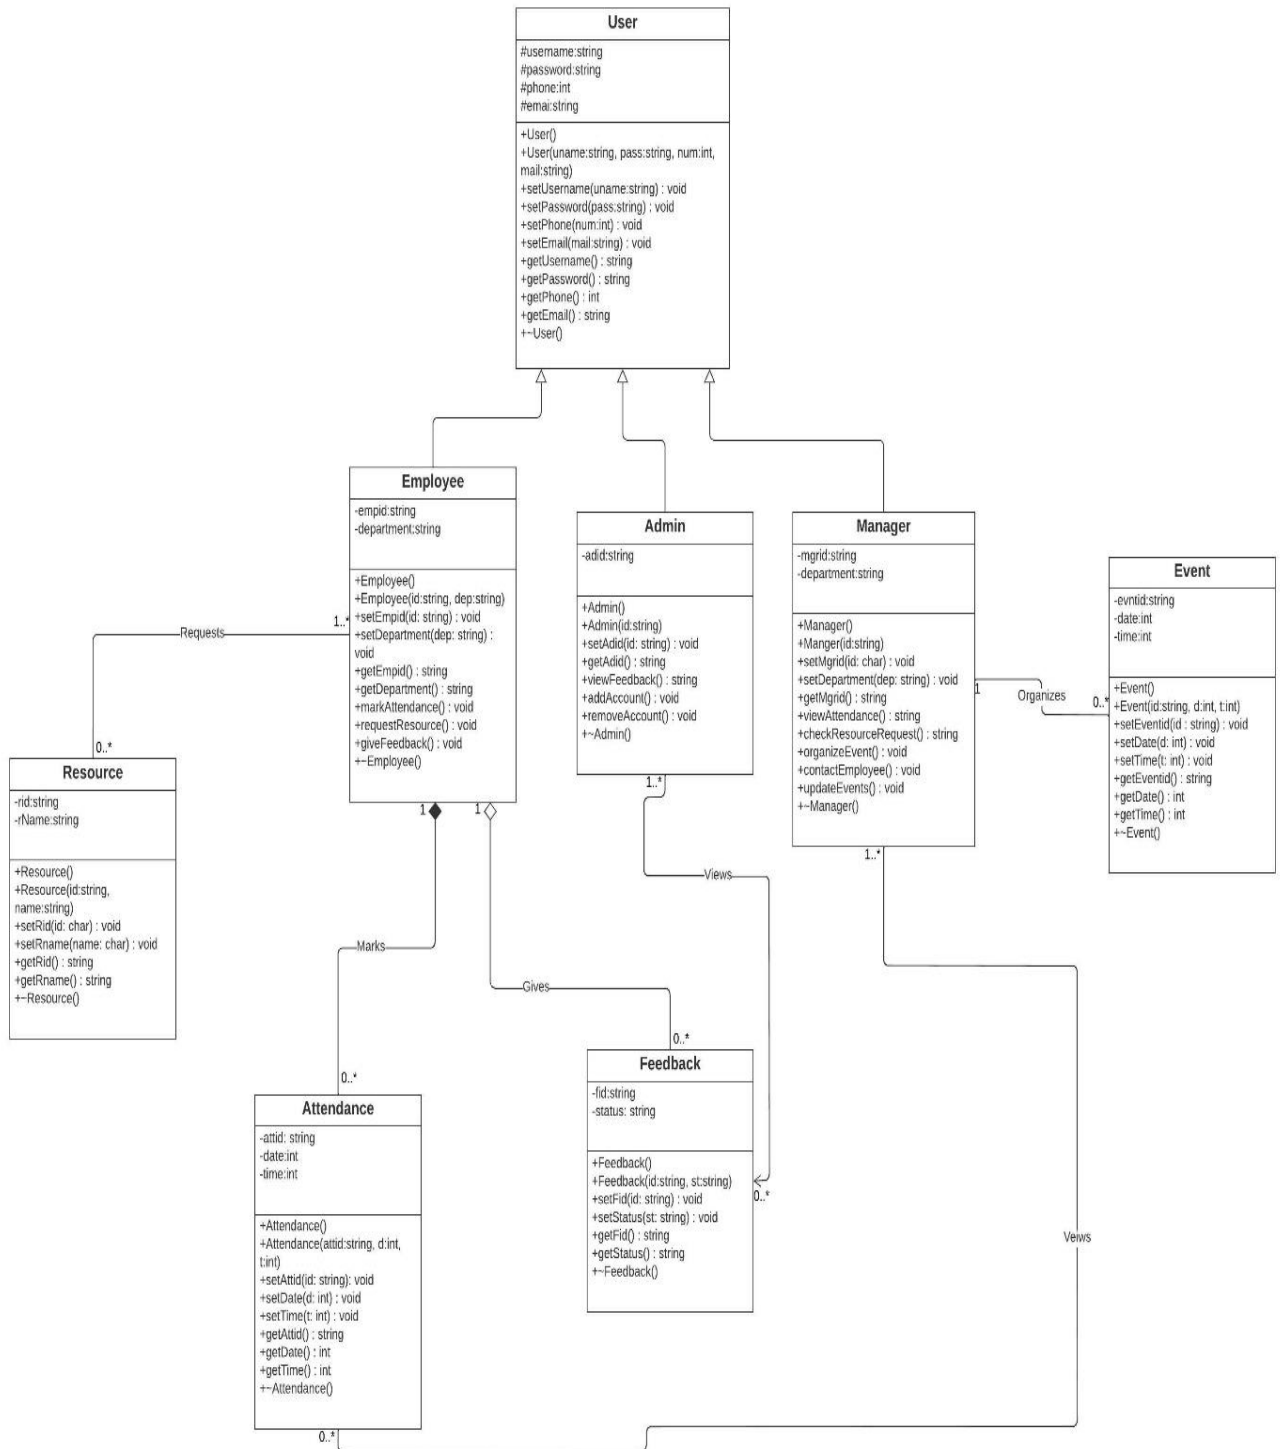 User
#username:string
#password:string
#phone:int
#emai:string
+User()
+User(uname:string, pass:string, num:int,
mail:string)
+setUsername(uname:string) : void
+setPassword(pass:string) : void
+setPhone(num:int) : void
+setEmail(mail:string) : void
+getUsername() : string
+getPassword() : string
+getPhone() : int
+getEmail() : string
+~User()
Employee
-empid:string
-department:string
+Employee()
+Employee(id:string, dep:string)
+setEmpid(id: string) : void
+setDepartment(dep: string) :
void
+getEmpid() : string
+getDepartment() : string
+markAttendance() : void
+requestResource() : void
+giveFeedback() : void
+~Employee()
Admin
-adid:string
+Admin()
+Admin(id:string)
+setAdid(id: string) : void
+getAdid() : string
+viewFeedback() : string
+addAccount() : void
+removeAccount() : void
+~Admin()
Manager
-mgrid:string
-department:string
+Manager()
+Manger(id:string)
+setMgrid(id: char) : void
+setDepartment(dep: string) : void
+getMgrid() : string
+viewAttendance() : string
+checkResourceRequest() : string
+organizeEvent() : void
+contactEmployee() : void
+updateEvents() : void
+~Manager()
1
Organizes
0..*
Event
-evntid:string
-date:int
-time:int
+Event()
+Event(id:string, d:int, t:int)
+setEventid(id : string) : void
+setDate(d: int) : void
+setTime(t: int) : void
+getEventid() : string
+getDate() : int
+getTime() : int
+~Event()
1..*
Requests
0..*
Resource
-rid:string
-rName:string
+Resource()
+Resource(id:string,
name:string)
+setRid(id: char) : void
+setRname(name: char) : void
+getRid() : string
+getRname() : string
+~Resource()
1
Marks
0..*
1
Gives
0..*
1..*
Views
0..*
1..*
Veiws
0..*
Attendance
-attid: string
-date:int
-time:int
+Attendance()
+Attendance(attid:string, d:int,
t:int)
+setAttid(id: string): void
+setDate(d: int) : void
+setTime(t: int) : void
+getAttid() : string
+getDate() : int
+getTime() : int
+~Attendance()
Feedback
-fid:string
-status: string
+Feedback()
+Feedback(id:string, st:string)
+setFid(id: string) : void
+setStatus(st: string) : void
+getFid() : string
+getStatus() : string
+~Feedback()